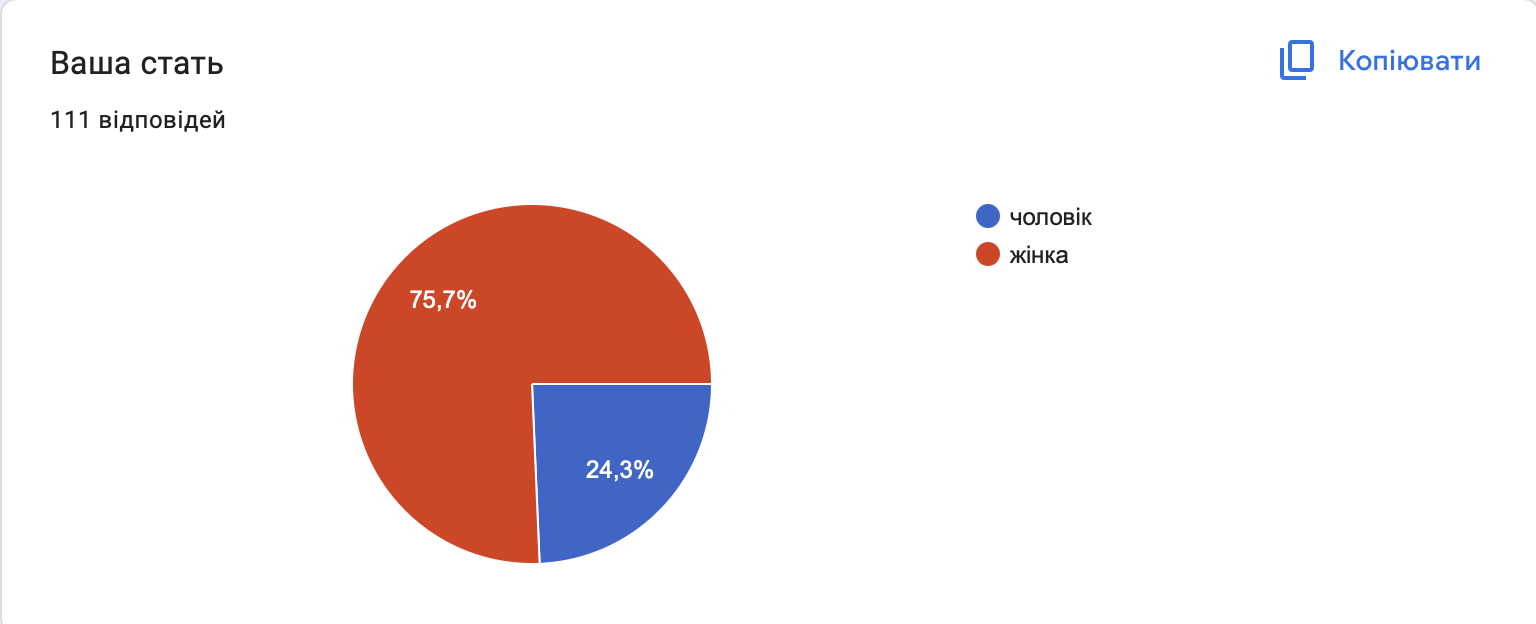 Ваша стать
Копіювати
111 відповідей
чоловік
жінка
75,7%
24,3%